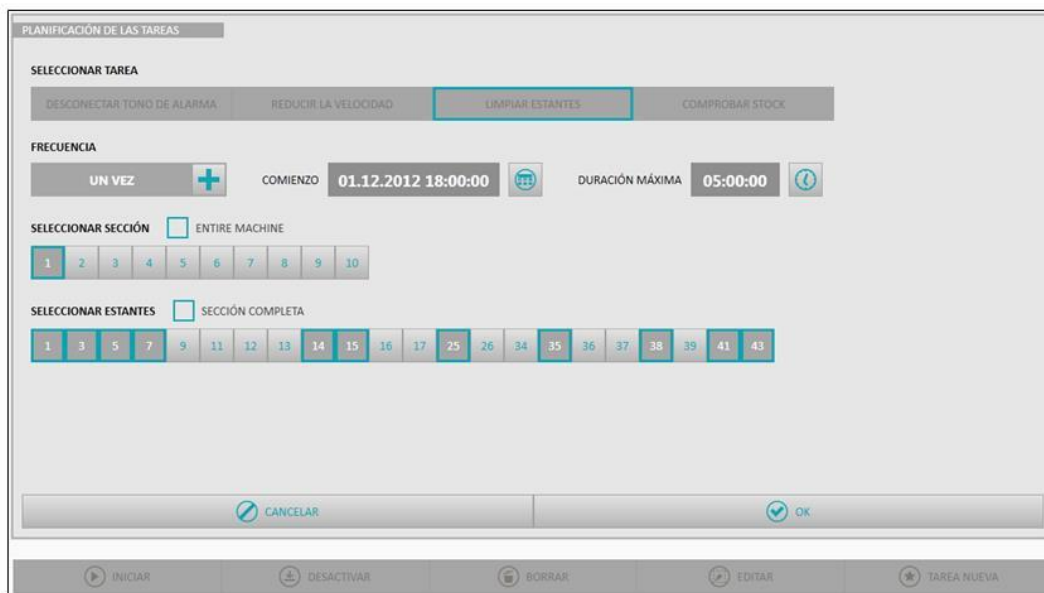 PLANIFICACIÓN DE LAS TAREAS
SELECCIONAR TAREA
DESCONECTAR TONO DE ALARMA REDUCIR LA VELOCIDAD LIMPIAR ESTANTES COMPROBAR STOCK
FRECUENCIA
UN VEZ COMIENZO 01.12.2012 18:00:00 DURACIÓN MÁXIMA 05:00:00
SELECCIONAR SECCIÓN ENTIRE MACHINE
1 2 3 4 5 6 7 8 9 10
SELECCIONAR ESTANTES SECCIÓN COMPLETA
1 3 5 7 9 11 12 13 14 15 16 17 25 26 34 35 36 37 38 39 41 43
CANCELAR OK
INICIAR DESACTIVAR BORRAR EDITAR TAREA NUEVA